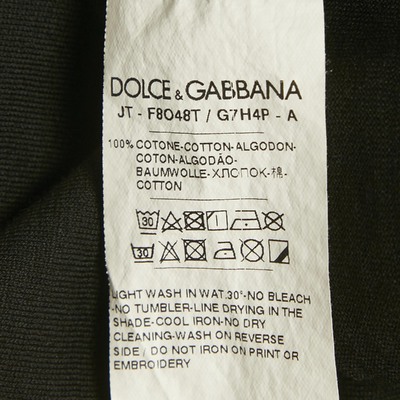 DOLCE & GABBANA
JT - F8048T / G7H4P - A
100% COTONE-COTTON-ALGODON-
COTON-ALGODÃO-
BAUMWOLLE-ХЛОПОК-棉-
COTTON
30
30
LIGHT WASH IN WAT.30°-NO BLEACH
-NO TUMBLER-LINE DRYING IN THE
SHADE-COOL IRON-NO DRY
CLEANING-WASH ON REVERSE
SIDE/ DO NOT IRON ON PRINT OR
EMBROIDERY